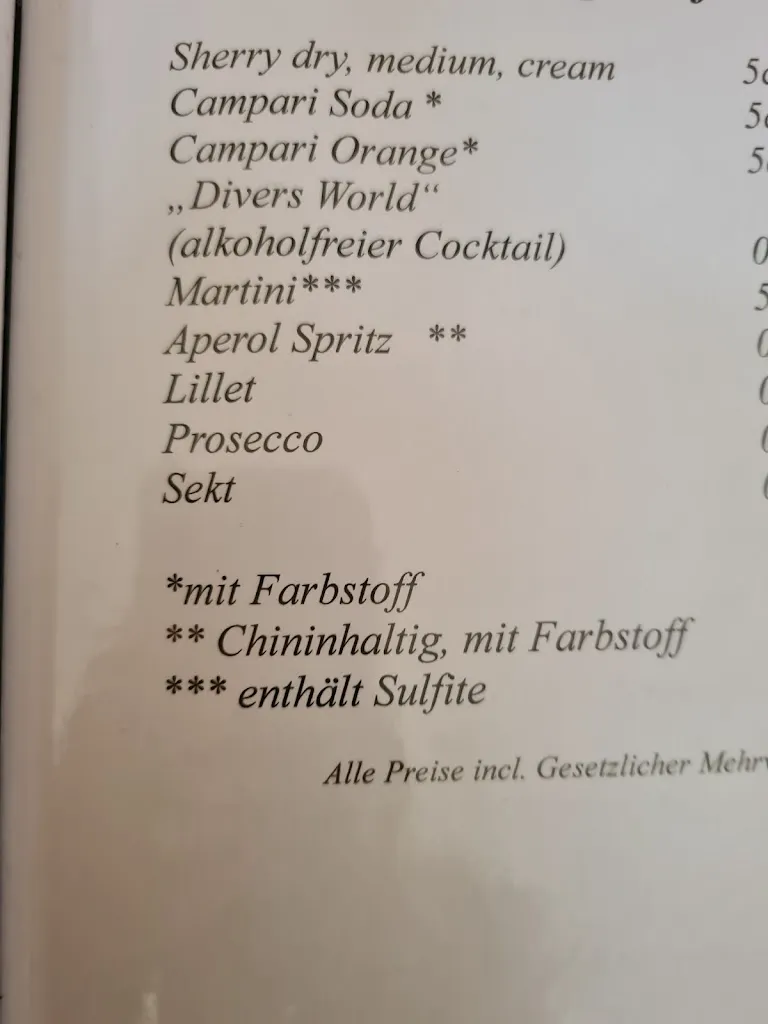 Sherry dry, medium, cream
Campari Soda *
Campari Orange*
„Divers World“
(alkoholfreier Cocktail)
Martini***
Aperol Spritz **
Lillet
Prosecco
Sekt
*mit Farbstoff
** Chininhaltig, mit Farbstoff
*** enthält Sulfite
Alle Preise incl. Gesetzlicher